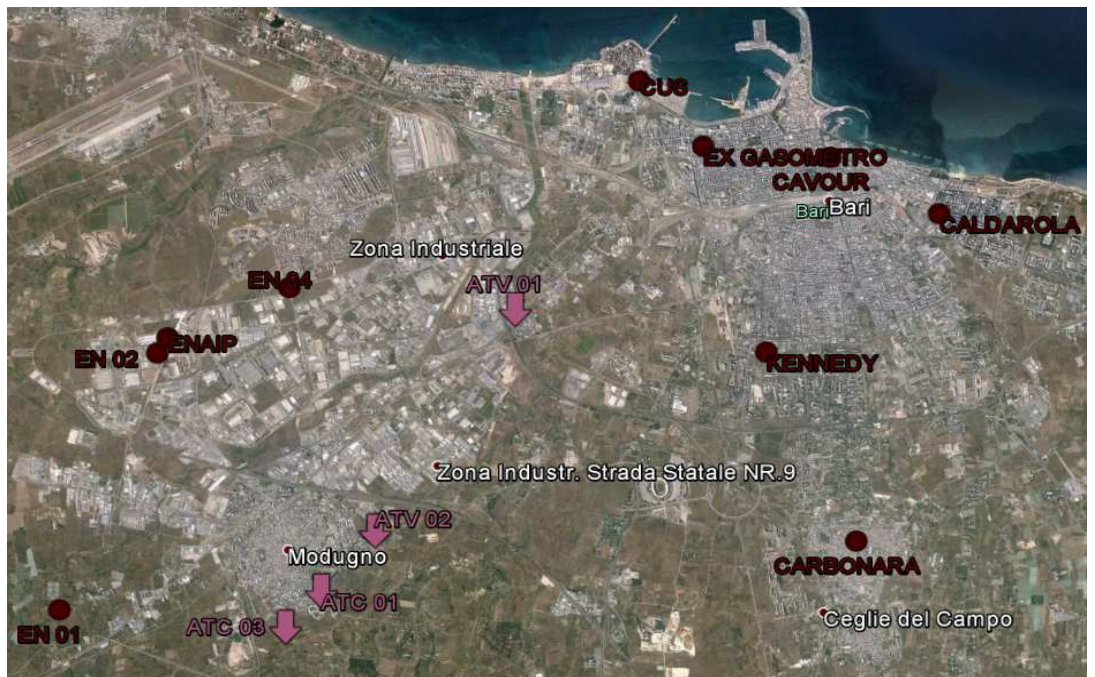 CUS
EX GASOMETRO
CAVOUR
Bari
Bari
CALDAROLA
Zona Industriale
EN 04
ATV 01
ENAIP
EN 02
KENNEDY
Zona Industr. Strada Statale NR.9
ATV 02
Modugno
CARBONARA
ATC 01
ATC 03
EN 01
Ceglie del Campo